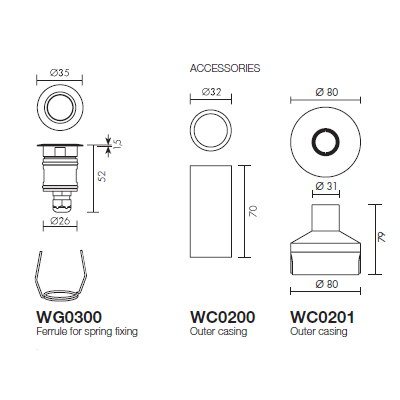 ACCESSORIES
Ø35
1,5
52
Ø26
WG0300
Ferrule for spring fixing
Ø32
70
WC0200
Outer casing
Ø 80
Ø 31
79
Ø 80
WC0201
Outer casing